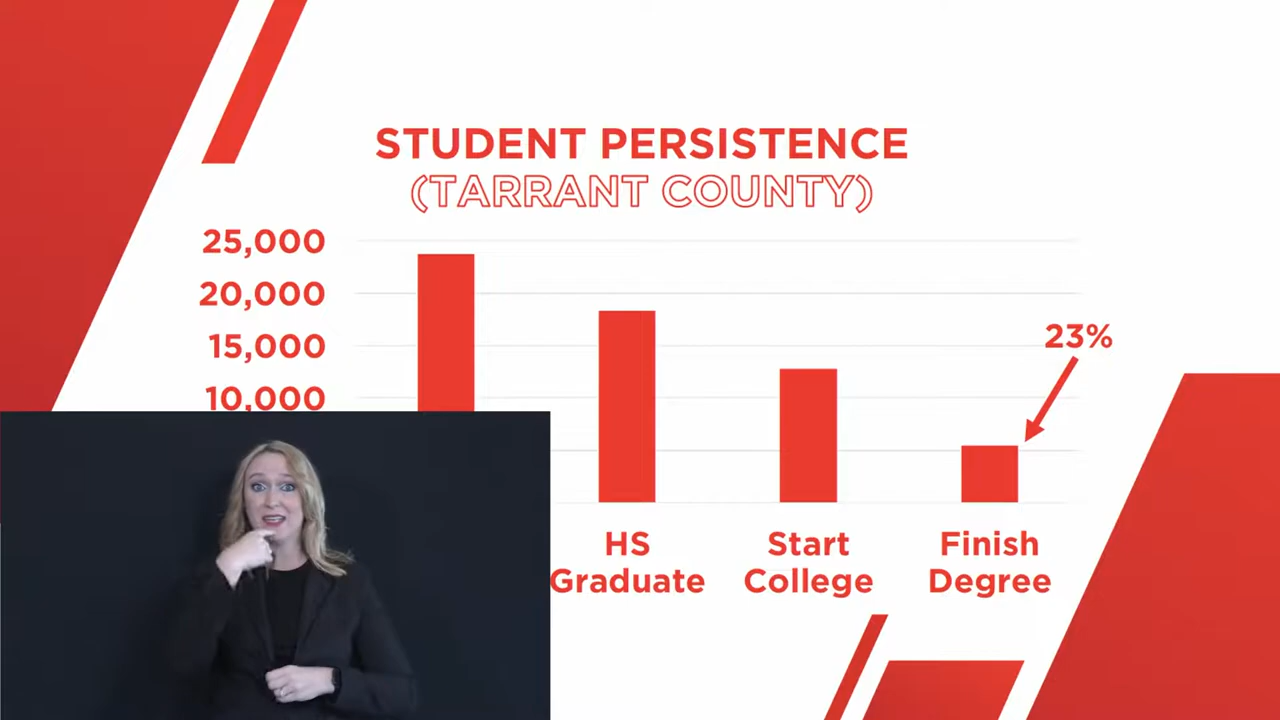 STUDENT PERSISTENCE
(TARRANT COUNTY)
25,000
20,000
15,000
10,000
23%
HS
Graduate
Start
College
Finish
Degree